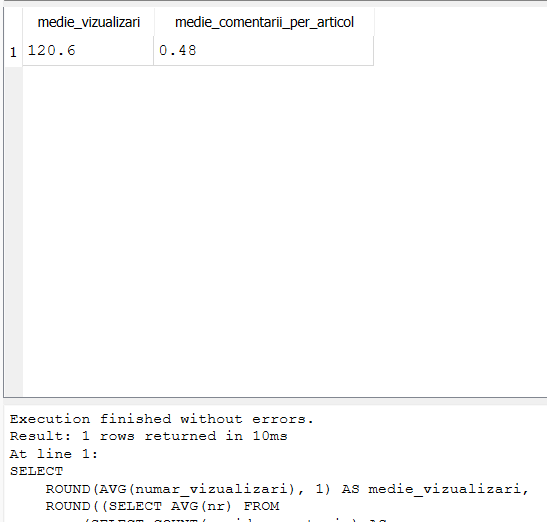 medie_vizualizari medie_comentarii_per_articol
1 120.6 0.48
Execution finished without errors.
Result: 1 rows returned in 10ms
At line 1:
SELECT
ROUND(AVG(numar_vizualizari), 1) AS medie_vizualizari,
ROUND((SELECT AVG(nr) FROM